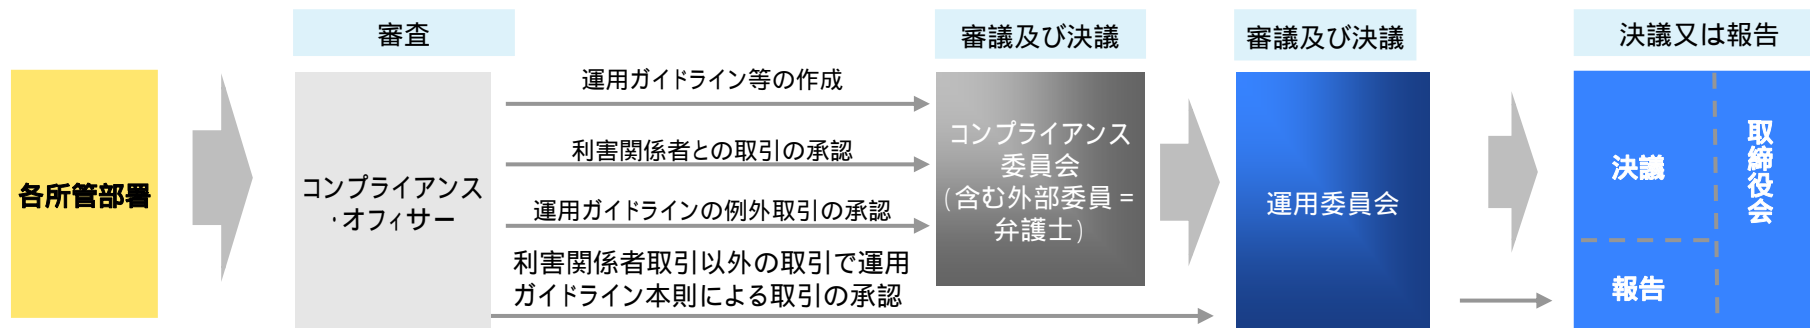 審査
審議及び決議
審議及び決議
決議又は報告
各所管部署
コンプライアンス
・オフィサー
運用ガイドライン等の作成
利害関係者との取引の承認
運用ガイドラインの例外取引の承認
利害関係者取引以外の取引で運用
ガイドライン本則による取引の承認
コンプライアンス
委員会
(含む外部委員=
弁護士)
運用委員会
決議
報告
取締役会